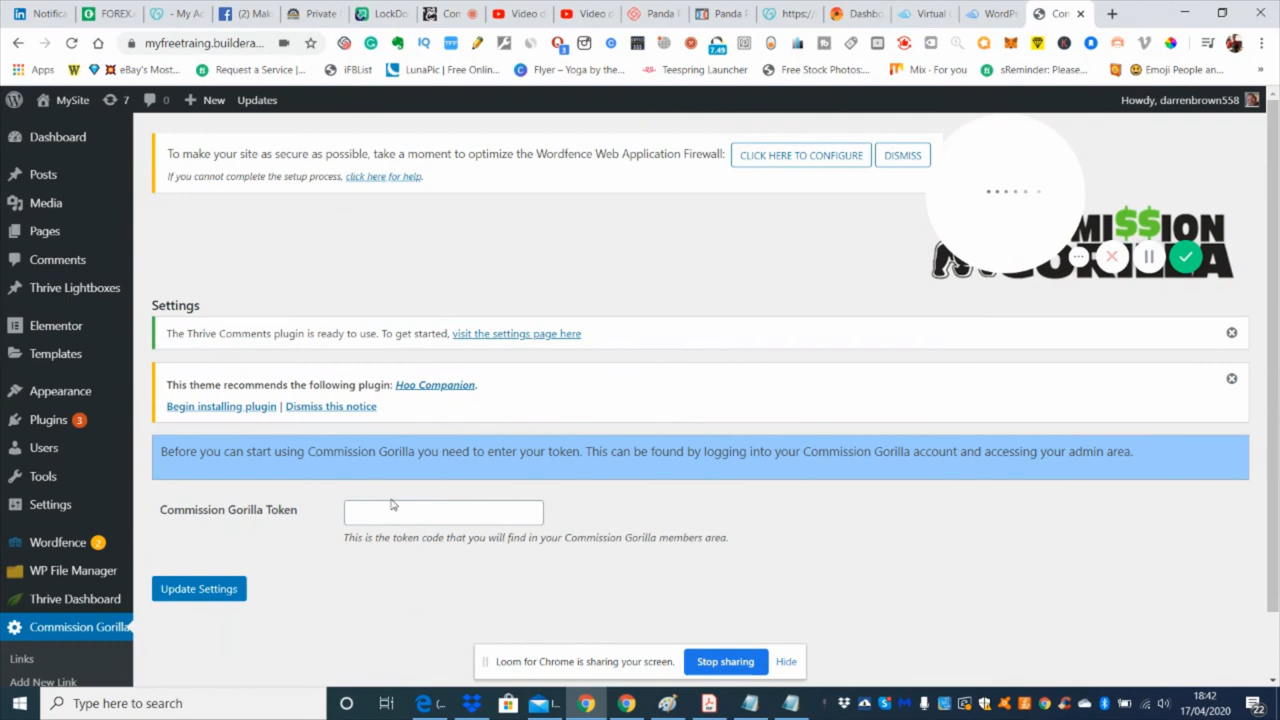 Notifica
FOREX
- My Ac
(2) Mak
Private
LockDo
Con
Video d
Video d
Panda P
Panda P
https://
Dashbo
Virtual
WordPr
Con
myfreetraing.buildera...
IQ
7.49
Apps
eBay's Most...
Request a Service |...
iFBList
LunaPic | Free Onlin...
Flyer – Yoga by the...
Teespring Launcher
Free Stock Photos:...
Mix - For you
sReminder: Please...
Emoji People an...
MySite
7
0
New
Updates
Howdy, darrenbrown558
Dashboard
Posts
Media
Pages
Comments
Thrive Lightboxes
Elementor
Templates
Appearance
Plugins 3
Users
Tools
Settings
Wordfence 2
WP File Manager
Thrive Dashboard
Commission Gorilla
Links
Add New Link
To make your site as secure as possible, take a moment to optimize the Wordfence Web Application Firewall:
CLICK HERE TO CONFIGURE
DISMISS
If you cannot complete the setup process, click here for help.
MI$$ION
Settings
The Thrive Comments plugin is ready to use. To get started, visit the settings page here
This theme recommends the following plugin: Hoo Companion.
Begin installing plugin | Dismiss this notice
Before you can start using Commission Gorilla you need to enter your token. This can be found by logging into your Commission Gorilla account and accessing your admin area.
Commission Gorilla Token
This is the token code that you will find in your Commission Gorilla members area.
Update Settings
Loom for Chrome is sharing your screen.
Stop sharing
Hide
Type here to search
18:42
17/04/2020
22